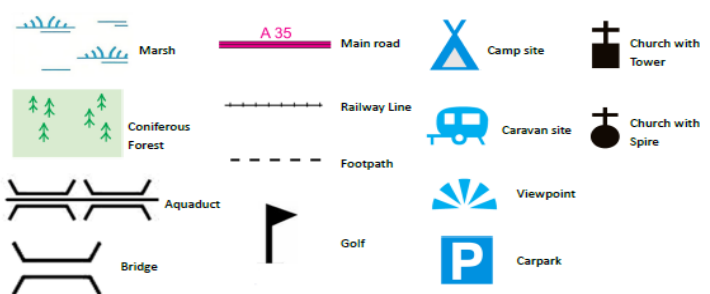 Marsh
Coniferous
Forest
Aquaduct
Bridge
A 35
Main road
Railway Line
Footpath
Golf
Camp site
Caravan site
Viewpoint
P
Carpark
Church with
Tower
Church with
Spire